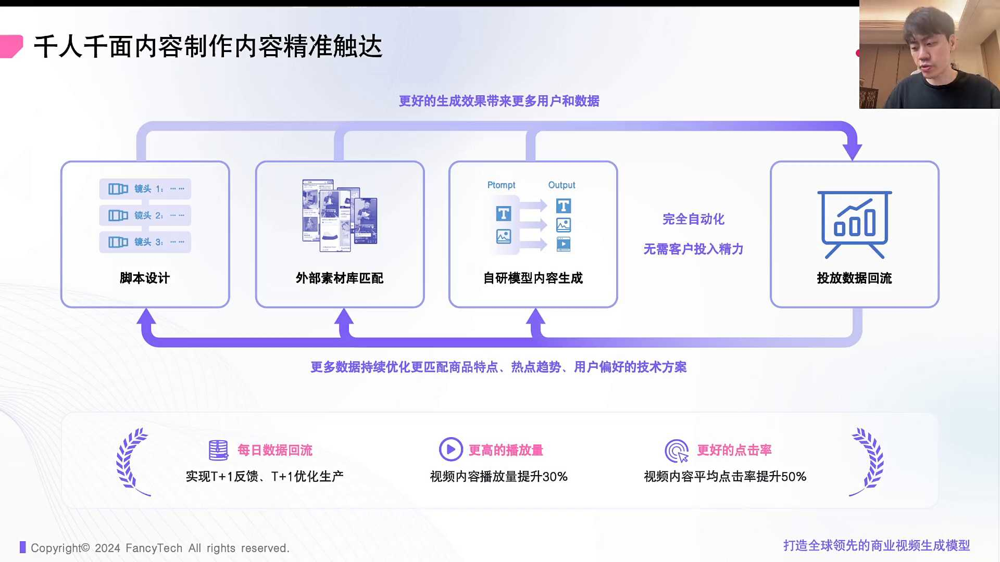 千人千面内容制作内容精准触达
更好的生成效果带来更多用户和数据
镜头 1: ... ...
镜头 2: ... ...
镜头 3: ... ...
脚本设计
外部素材库匹配
Ptompt Output
自研模型内容生成
完全自动化
无需客户投入精力
投放数据回流
更多数据持续优化更匹配商品特点、热点趋势、用户偏好的技术方案
每日数据回流
实现T+1反馈、T+1优化生产
更高的播放量
视频内容播放量提升30%
更好的点击率
视频内容平均点击率提升50%
Copyright© 2024 FancyTech All rights reserved.
打造全球领先的商业视频生成模型